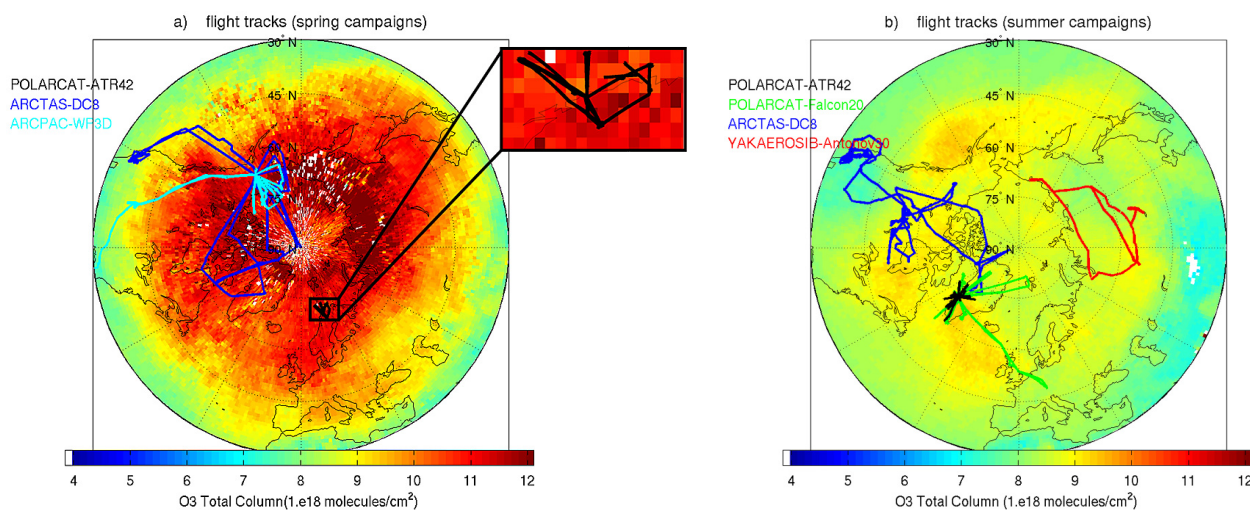 a) flight tracks (spring campaigns)
30° N
45° N
60° N
POLARCAT-ATR42
ARCTAS-DC8
ARCPAC-WP3D
4 5 6 7 8 9 10 11 12
O3 Total Column(1.e18 molecules/cm²)
b) flight tracks (summer campaigns)
30° N
45° N
60° N
75° N
90° N
POLARCAT-ATR42
POLARCAT-Falcon20
ARCTAS-DC8
YAKAEROSIB-Antonov30
4 5 6 7 8 9 10 11 12
O3 Total Column (1.e18 molecules/cm²)